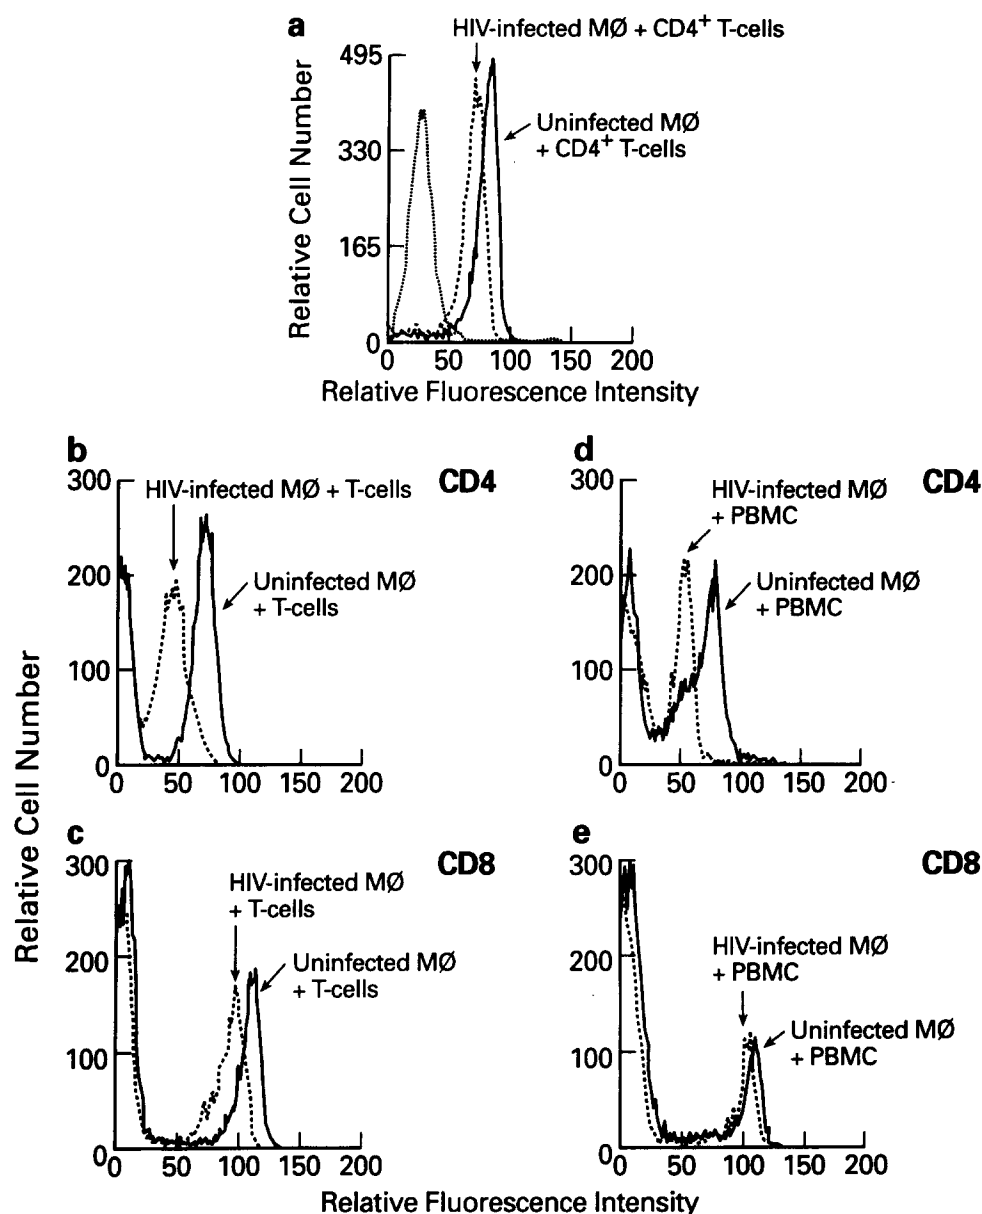 a
HIV-infected MØ + CD4+ T-cells
Uninfected MØ
+ CD4+ T-cells
495
330
165
0
0 50 100 150 200
Relative Cell Number
Relative Fluorescence Intensity
b
CD4
HIV-infected MØ + T-cells
Uninfected MØ
+ T-cells
300
200
100
0
0 50 100 150 200
d
CD4
HIV-infected MØ
+ PBMC
Uninfected MØ
+ PBMC
300
200
100
0
0 50 100 150 200
Relative Cell Number
c
CD8
HIV-infected MØ
+ T-cells
Uninfected MØ
+ T-cells
300
200
100
0
0 50 100 150 200
e
CD8
HIV-infected MØ
+ PBMC
Uninfected MØ
+ PBMC
300
200
100
0
0 50 100 150 200
Relative Fluorescence Intensity